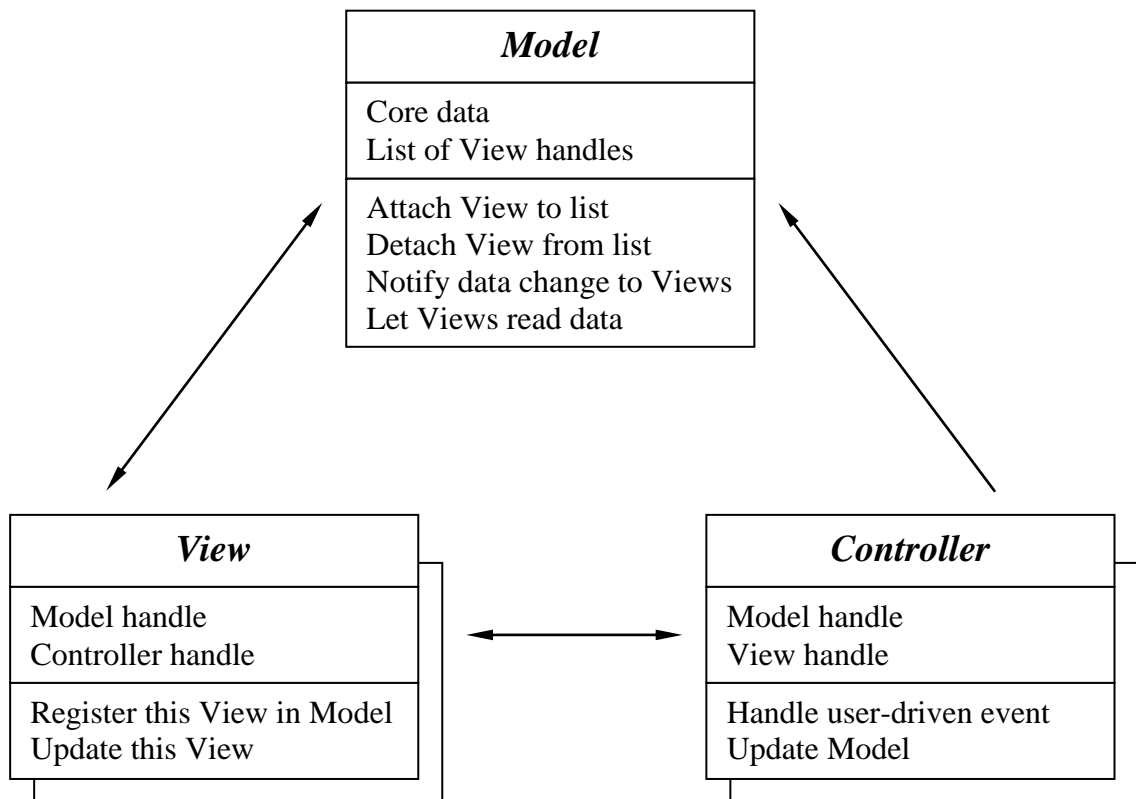 Model
Core data
List of View handles
Attach View to list
Detach View from list
Notify data change to Views
Let Views read data
View
Model handle
Controller handle
Register this View in Model
Update this View
Controller
Model handle
View handle
Handle user-driven event
Update Model